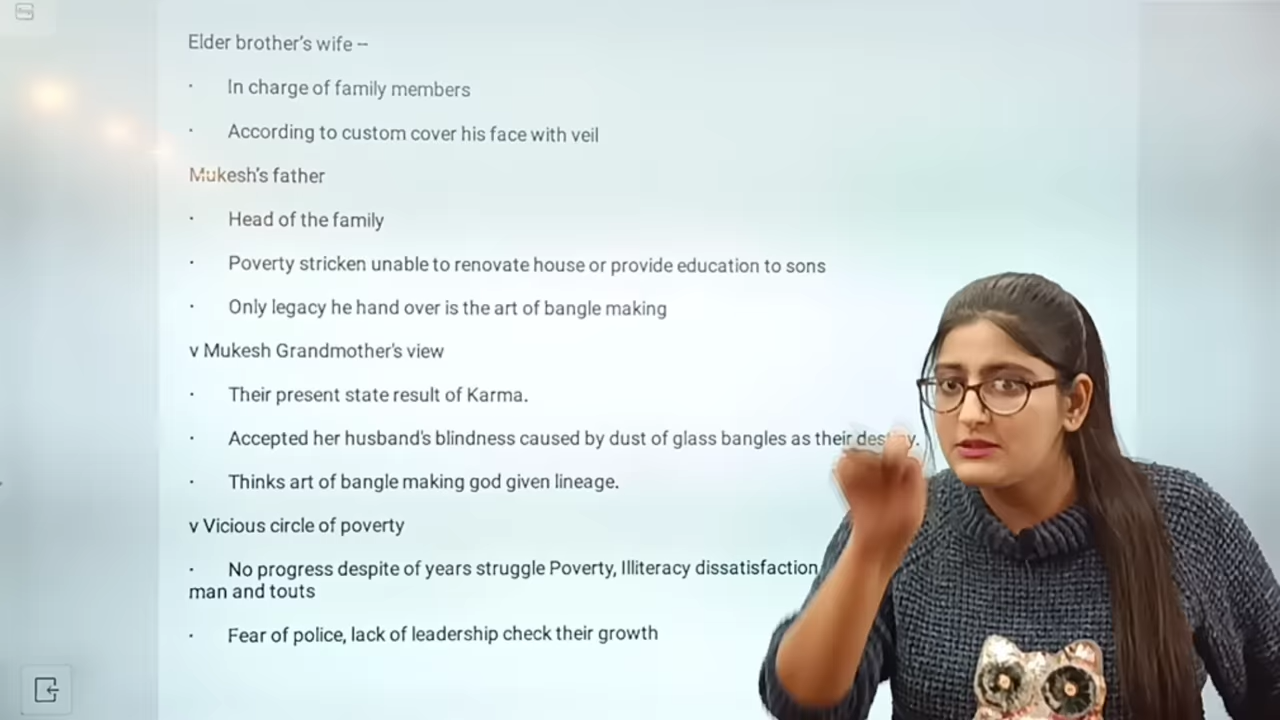 Elder brother's wife –
· In charge of family members
· According to custom cover his face with veil
Mukesh's father
· Head of the family
· Poverty stricken unable to renovate house or provide education to sons
· Only legacy he hand over is the art of bangle making
v Mukesh Grandmother's view
· Their present state result of Karma.
· Accepted her husband's blindness caused by dust of glass bangles as their destiny.
· Thinks art of bangle making god given lineage.
v Vicious circle of poverty
· No progress despite of years struggle Poverty, Illiteracy dissatisfaction
man and touts
· Fear of police, lack of leadership check their growth